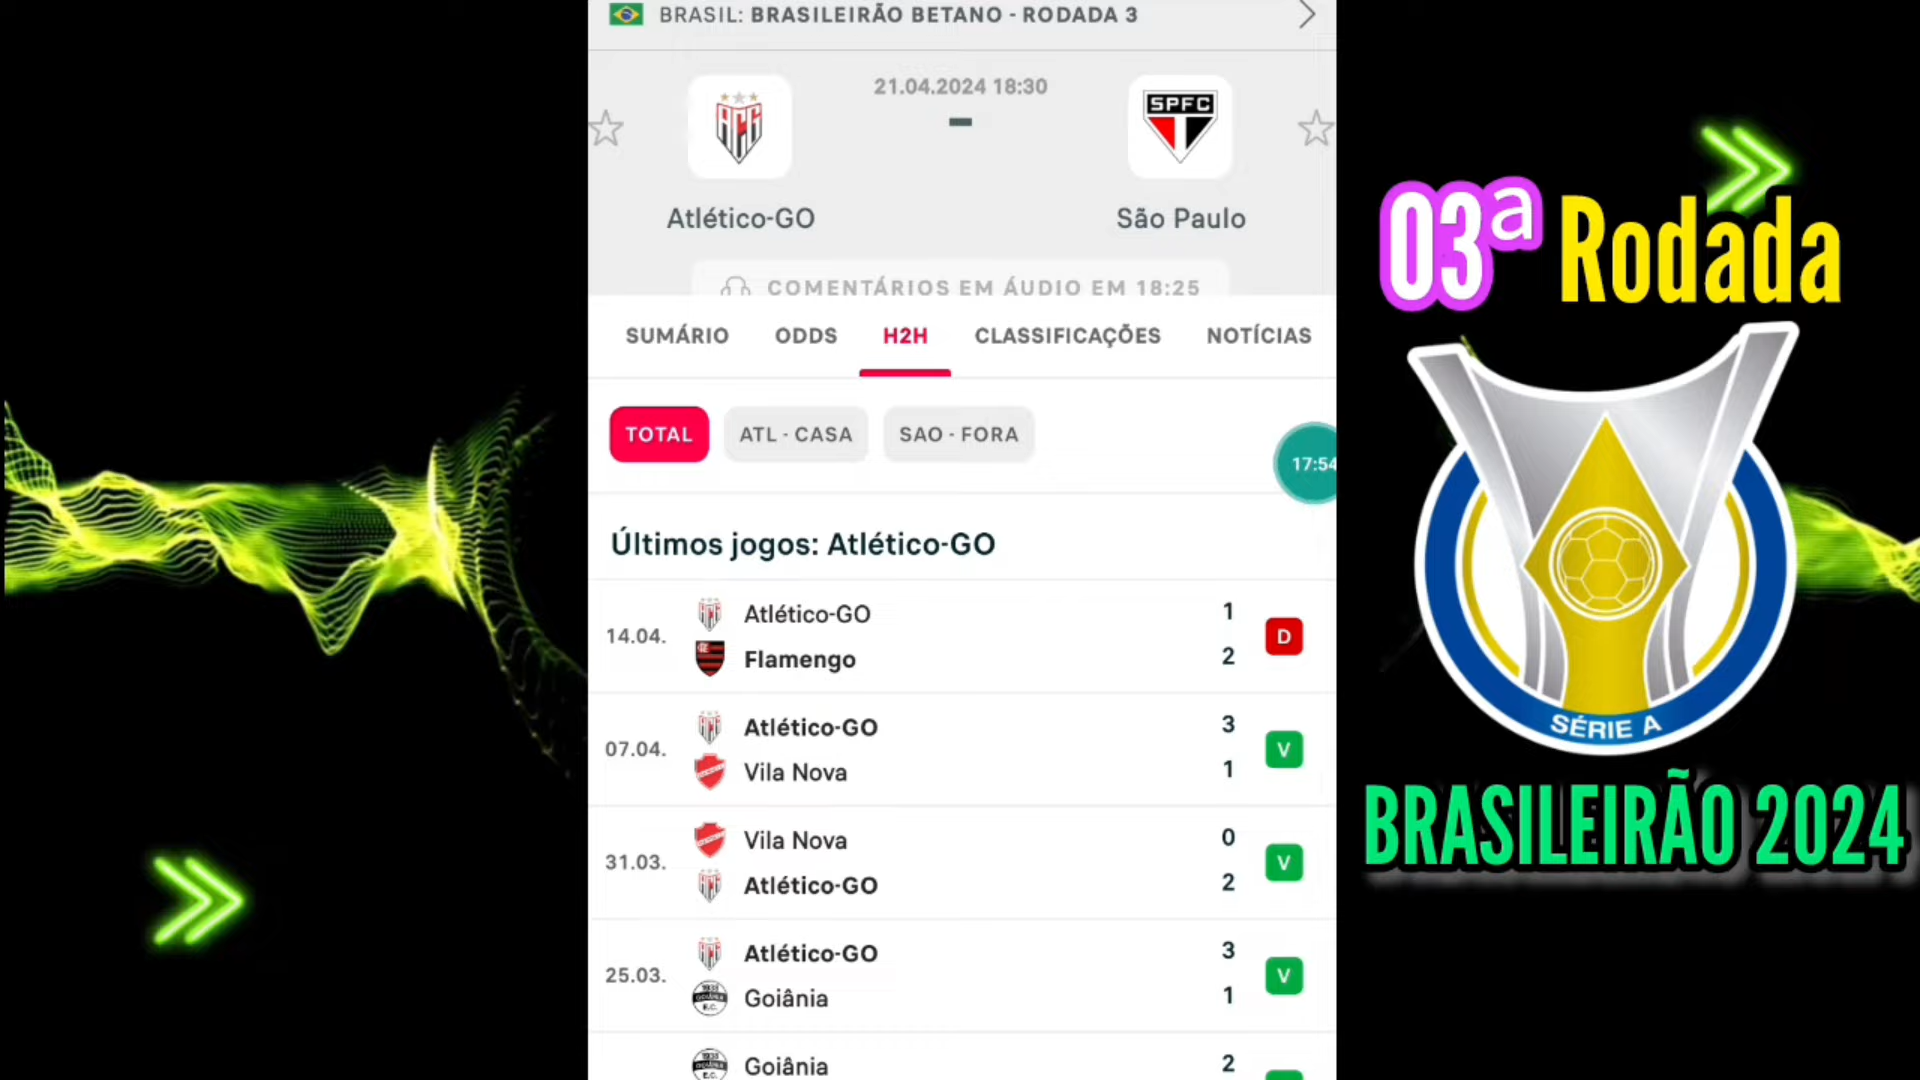 BRASIL: BRASILEIRÃO BETANO - RODADA 3
21.04.2024 18:30
-
ACG
SPFC
Atlético-GO
São Paulo
COMENTÁRIOS EM ÁUDIO EM 18:25
SUMÁRIO
ODDS
H2H
CLASSIFICAÇÕES
NOTÍCIAS
TOTAL
ATL - CASA
SAO - FORA
17:54
Últimos jogos: Atlético-GO
14.04.
Atlético-GO
1
Flamengo
2
D
07.04.
Atlético-GO
3
Vila Nova
1
V
31.03.
Vila Nova
0
Atlético-GO
2
V
25.03.
Atlético-GO
3
Goiânia
1
V
Goiânia
2
03ª Rodada
SÉRIE A
BRASILEIRÃO 2024